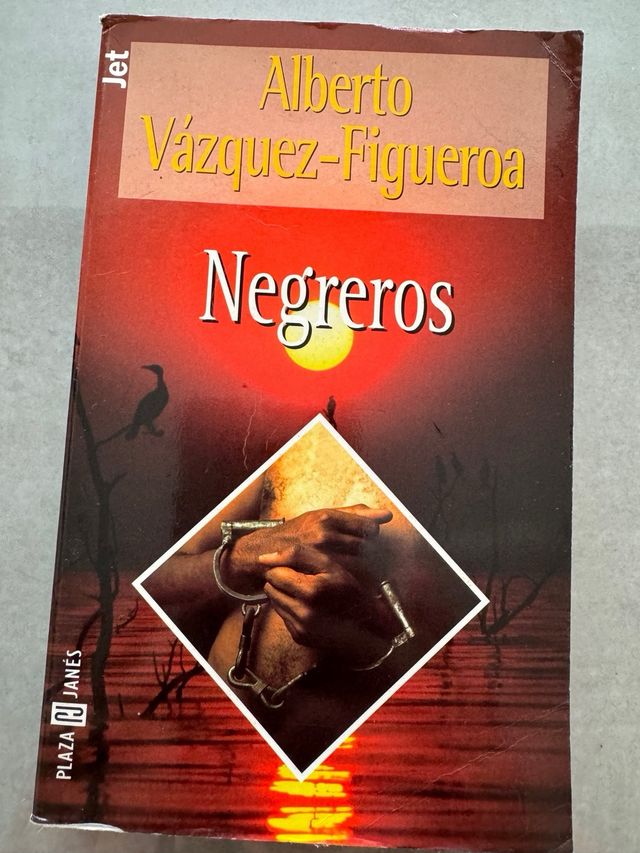 Jet
Alberto
Vázquez-Figueroa
Negreros
PLAZA JANÉS